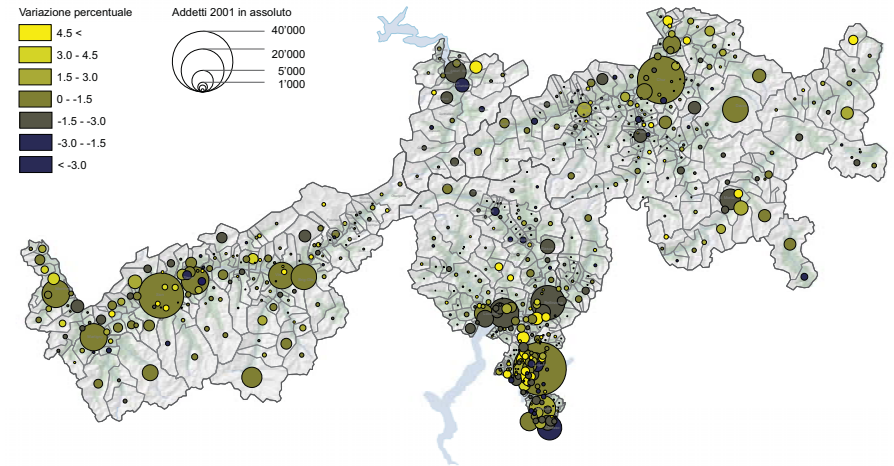 Variazione percentuale
4.5 <
3.0 - 4.5
1.5 - 3.0
0 - -1.5
-1.5 - -3.0
-3.0 - -1.5
< -3.0
Addetti 2001 in assoluto
40'000
20'000
5'000
1'000